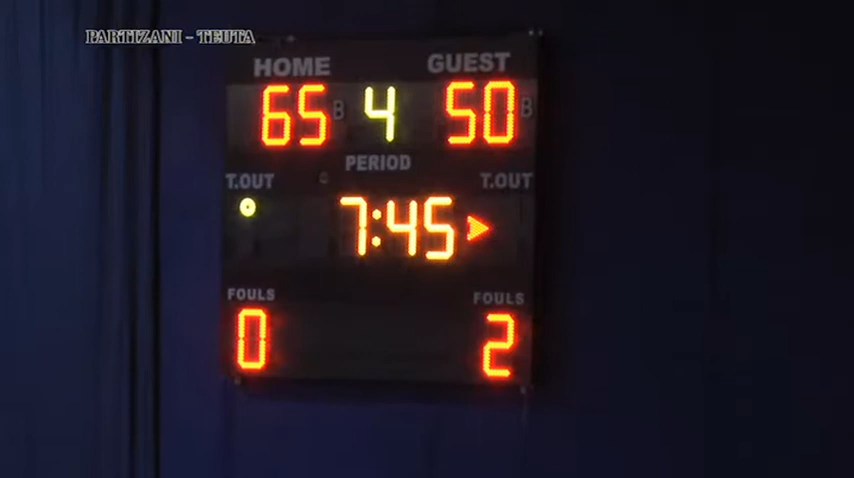 PARTIZANI - TEUTA
HOME GUEST
65 B 4 50 B
PERIOD
T.OUT T.OUT
7:45
FOULS FOULS
0 2